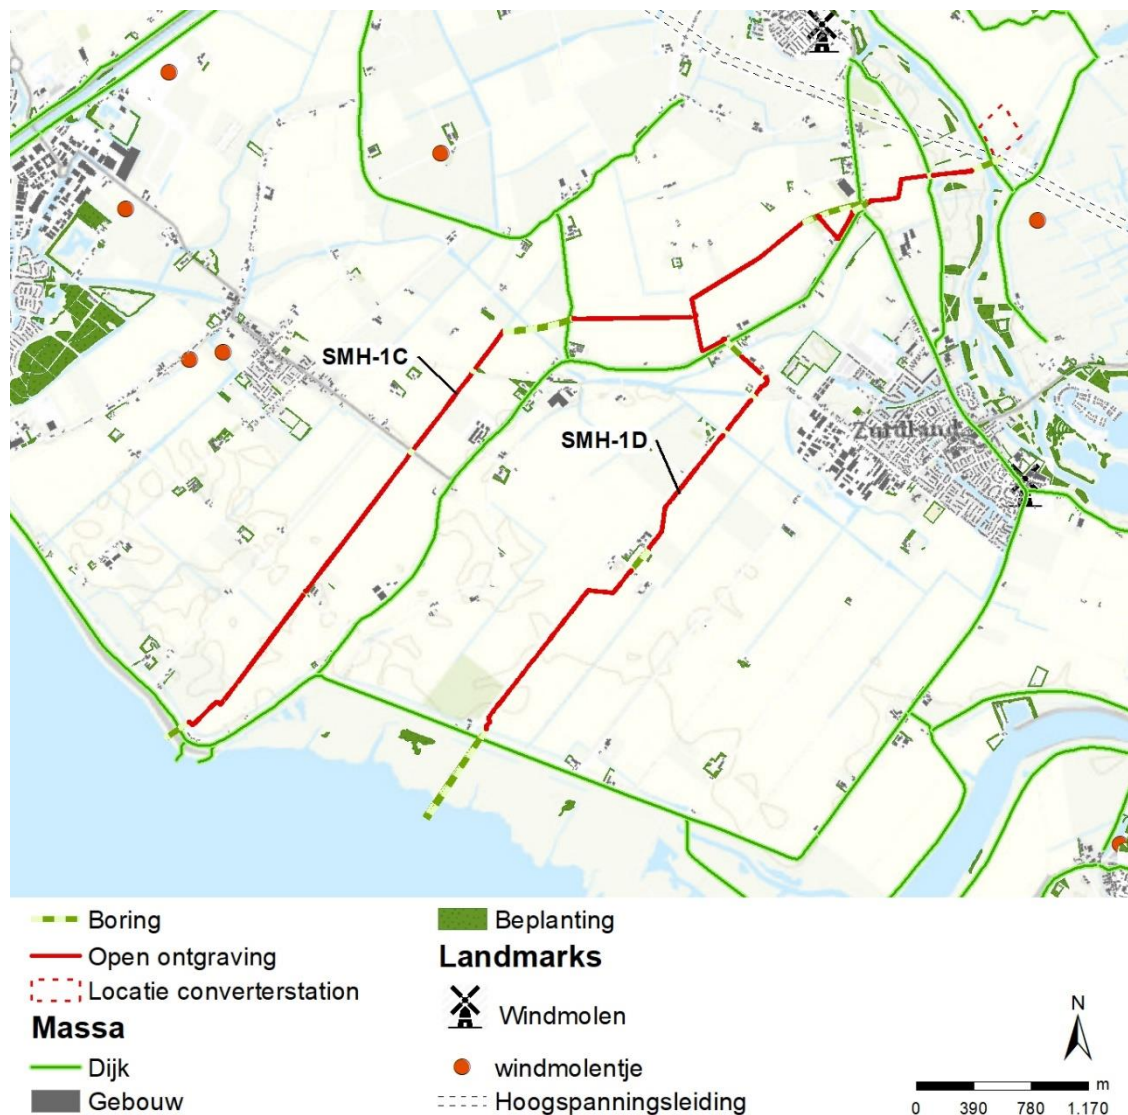 SMH-1C
SMH-1D
Zuidland
Boring
Open ontgraving
Locatie converterstation
Massa
Dijk
Gebouw
Beplanting
Landmarks
Windmolen
windmolentje
Hoogspanningsleiding
N
m
0 390 780 1.170